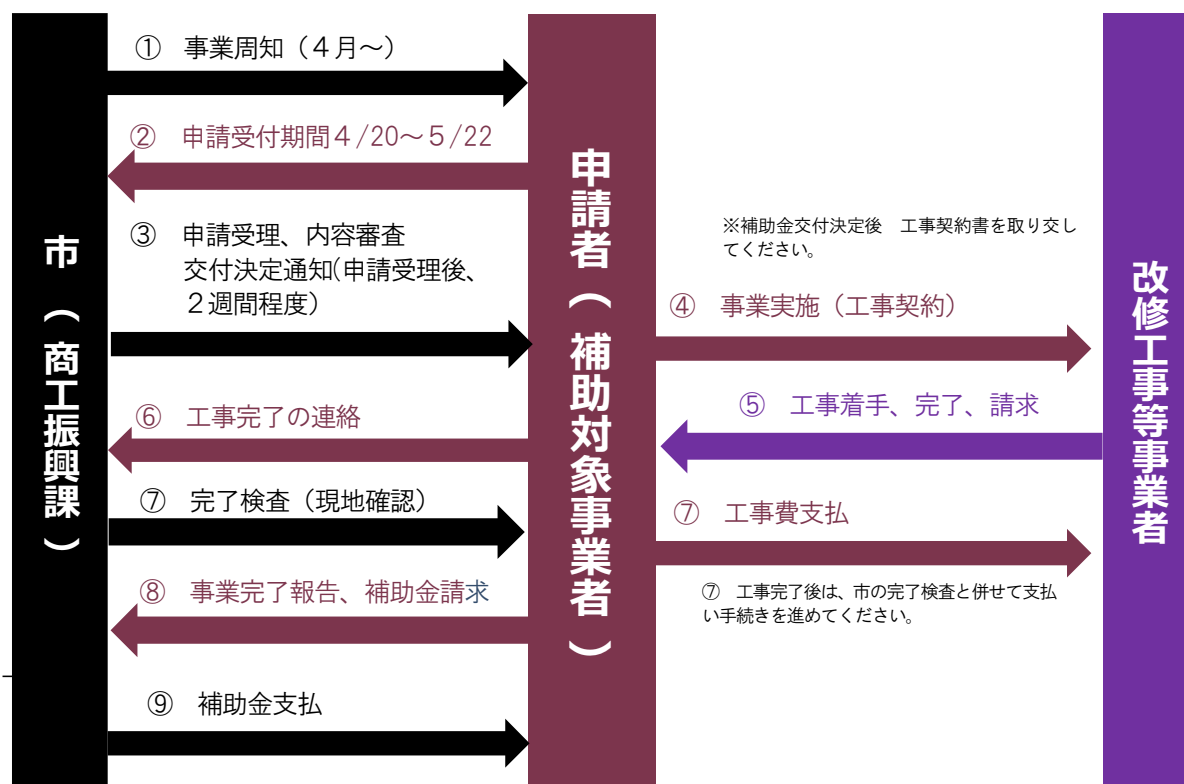 ① 事業周知（４月～）
② 申請受付期間４/20～５/22
③ 申請受理、内容審査
交付決定通知(申請受理後、
２週間程度）
⑥ 工事完了の連絡
⑦ 完了検査（現地確認）
⑧ 事業完了報告、補助金請求
⑨ 補助金支払
市（商工振興課）
申請者（補助対象事業者）
※補助金交付決定後　工事契約書を取り交し
てください。
④ 事業実施（工事契約）
⑤ 工事着手、完了、請求
⑦ 工事費支払
⑦ 工事完了後は、市の完了検査と併せて支払
い手続きを進めてください。
改修工事等事業者